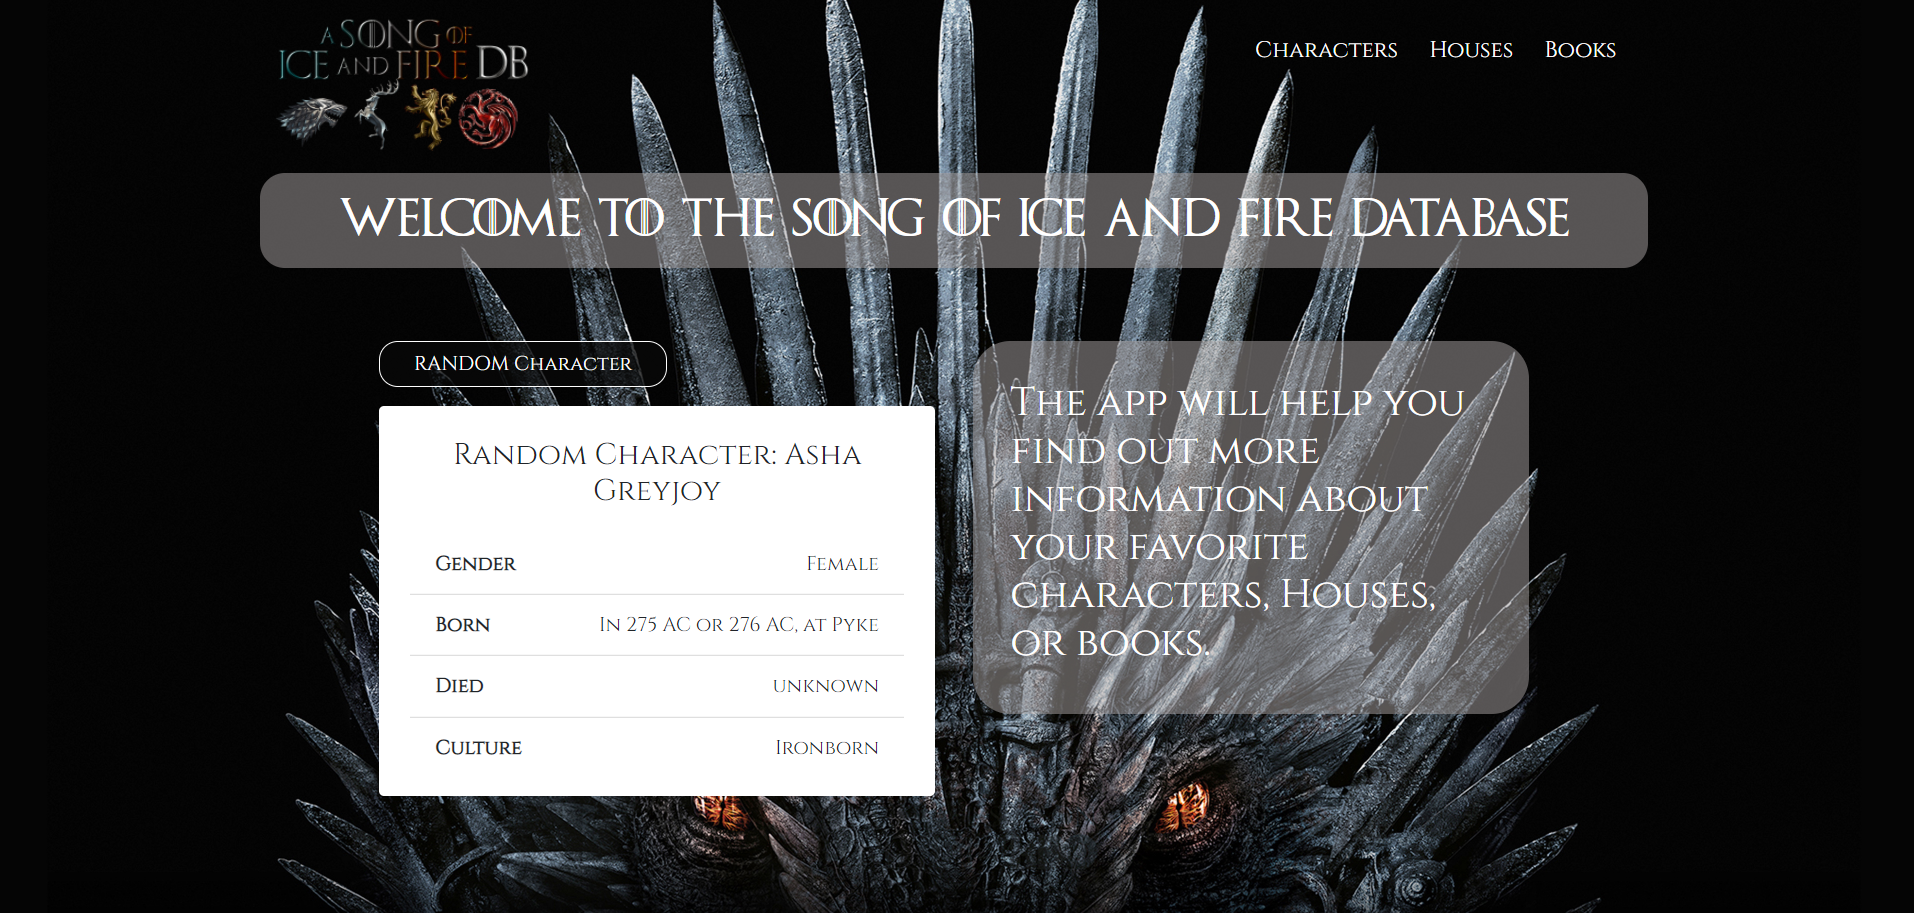 A SONG OF
ICE AND FIRE DB
Characters Houses Books
WELCOME TO THE SONG OF ICE AND FIRE DATABASE
RANDOM Character
Random Character: Asha
Greyjoy
Gender Female
Born In 275 AC or 276 AC, at Pyke
Died unknown
Culture Ironborn
The app will help you
find out more
information about
your favorite
characters, Houses,
or books.